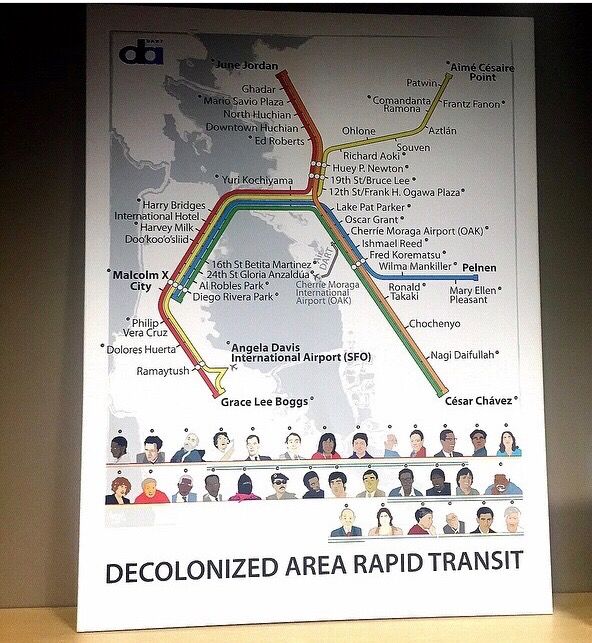 DART
da
June Jordan
Ghadar
Mario Savio Plaza
North Huchian
Downtown Huchian
Ed Roberts
Aimé Césaire
Point
Patwin
Comandanta
Ramona
Frantz Fanon
Aztlán
Ohlone
Souven
Richard Aoki
Huey P. Newton
19th St/Bruce Lee
12th St/Frank H. Ogawa Plaza
Yuri Kochiyama
Lake Pat Parker
Oscar Grant
Cherríe Moraga Airport (OAK)
Ishmael Reed
Fred Korematsu
Wilma Mankiller
Pelnen
Harry Bridges
International Hotel
Harvey Milk
Doo'koo'sliid
16th St Betita Martinez
24th St Gloria Anzaldúa
Al Robles Park
Diego Rivera Park
Air
DART
Cherríe Moraga
International
Airport (OAK)
Ronald
Takaki
Mary Ellen
Pleasant
Malcolm X
City
Philip
Vera Cruz
Dolores Huerta
Ramaytush
Angela Davis
International Airport (SFO)
Grace Lee Boggs
Chochenyo
Nagi Daifullah
César Chávez
DECOLONIZED AREA RAPID TRANSIT